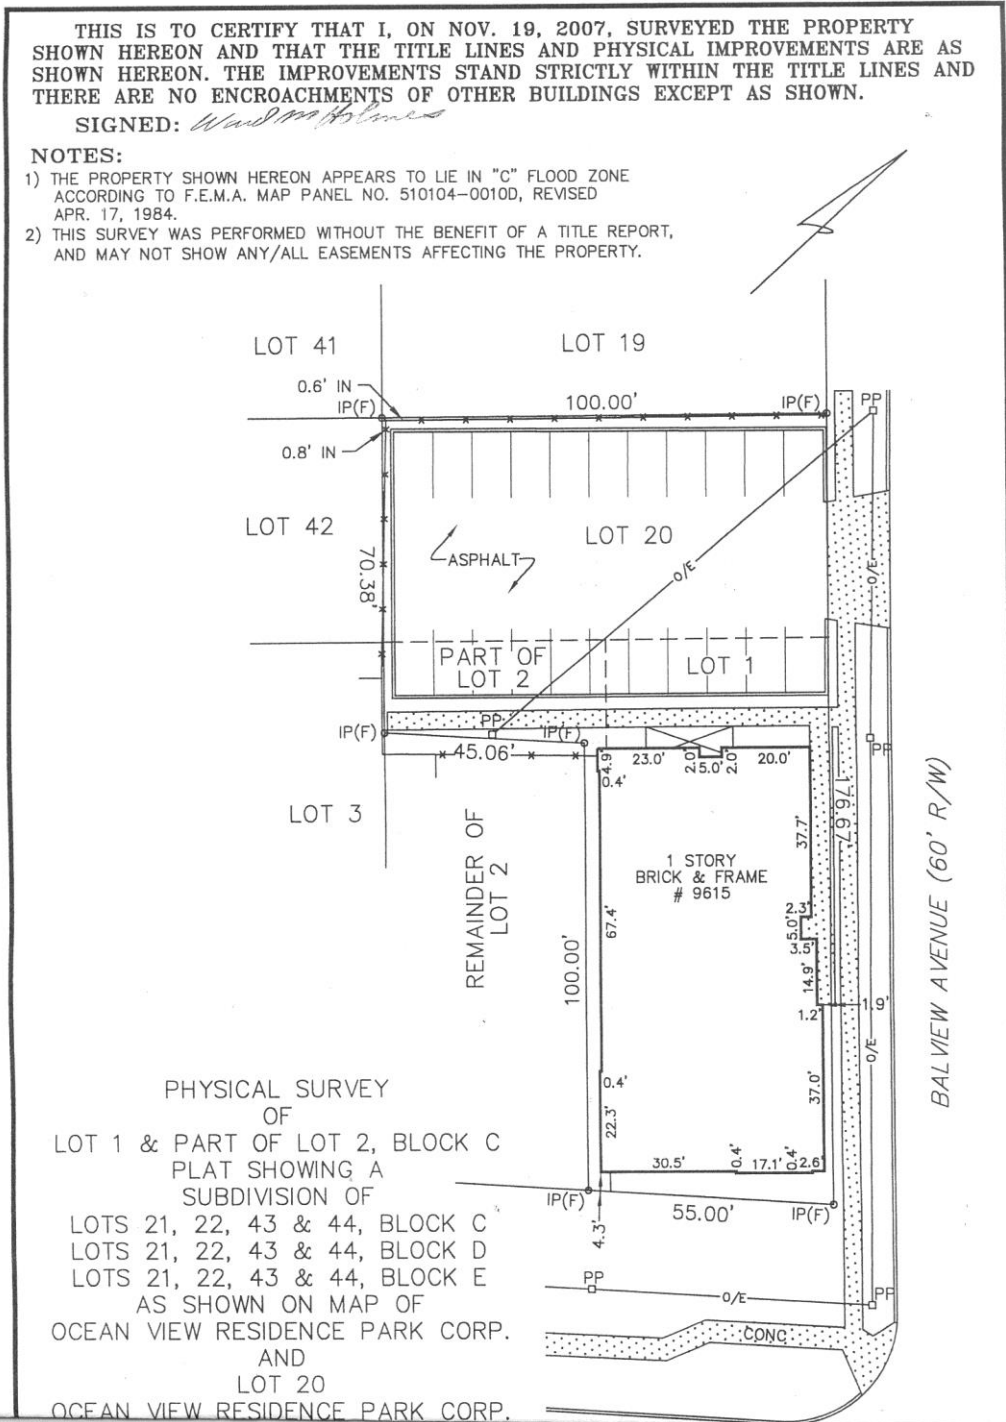 THIS IS TO CERTIFY THAT I, ON NOV. 19, 2007, SURVEYED THE PROPERTY
SHOWN HEREON AND THAT THE TITLE LINES AND PHYSICAL IMPROVEMENTS ARE AS
SHOWN HEREON. THE IMPROVEMENTS STAND STRICTLY WITHIN THE TITLE LINES AND
THERE ARE NO ENCROACHMENTS OF OTHER BUILDINGS EXCEPT AS SHOWN.
SIGNED: Ward M Holmes
NOTES:
1) THE PROPERTY SHOWN HEREON APPEARS TO LIE IN "C" FLOOD ZONE
ACCORDING TO F.E.M.A. MAP PANEL NO. 510104-0010D, REVISED
APR. 17, 1984.
2) THIS SURVEY WAS PERFORMED WITHOUT THE BENEFIT OF A TITLE REPORT,
AND MAY NOT SHOW ANY/ALL EASEMENTS AFFECTING THE PROPERTY.
LOT 41
LOT 19
0.6' IN
IP(F)
100.00'
IP(F)
PP
0.8' IN
LOT 42
LOT 20
ASPHALT
70.38'
O/E
O/E
PART OF
LOT 2
LOT 1
IP(F)
PP
IP(F)
45.06'
PP
4.9'
23.0'
2.0'
5.0'
2.0'
20.0'
0.4'
176.97'
LOT 3
REMAINDER OF
LOT 2
1 STORY
BRICK & FRAME
# 9615
37.7'
67.4'
2.3'
5.0'
3.5'
14.9'
100.00'
1.9'
1.2'
BALVIEW AVENUE (60' R/W)
O/E
37.0'
0.4'
22.3'
30.5'
0.4'
17.1'
0.4'
2.6'
IP(F)
55.00'
IP(F)
4.3'
PP
O/E
PP
CONC
PHYSICAL SURVEY
OF
LOT 1 & PART OF LOT 2, BLOCK C
PLAT SHOWING A
SUBDIVISION OF
LOTS 21, 22, 43 & 44, BLOCK C
LOTS 21, 22, 43 & 44, BLOCK D
LOTS 21, 22, 43 & 44, BLOCK E
AS SHOWN ON MAP OF
OCEAN VIEW RESIDENCE PARK CORP.
AND
LOT 20
OCEAN VIEW RESIDENCE PARK CORP.